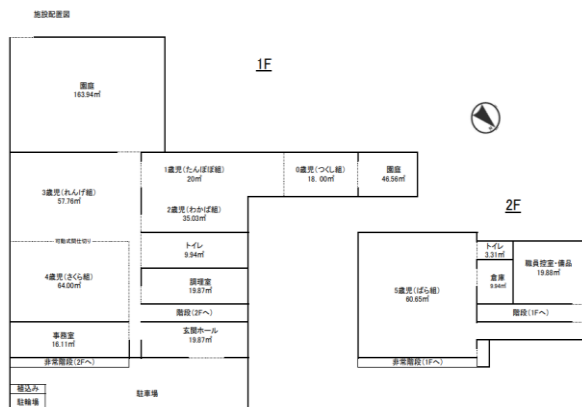 施設配置図
1F
園庭
163.94㎡
1歳児(たんぽぽ組)
20㎡
0歳児(つくし組)
18.00㎡
園庭
46.56㎡
3歳児(れんげ組)
57.76㎡
2歳児(わかば組)
35.03㎡
2F
可動式間仕切り
トイレ
9.94㎡
トイレ
3.31㎡
職員控室・備品
19.88㎡
4歳児(さくら組)
64.00㎡
調理室
19.87㎡
倉庫
9.94㎡
5歳児(ばら組)
60.65㎡
階段(2Fへ)
階段(1Fへ)
事務室
16.11㎡
玄関ホール
19.87㎡
非常階段(2Fへ)
非常階段(1Fへ)
植込み
駐輪場
駐車場